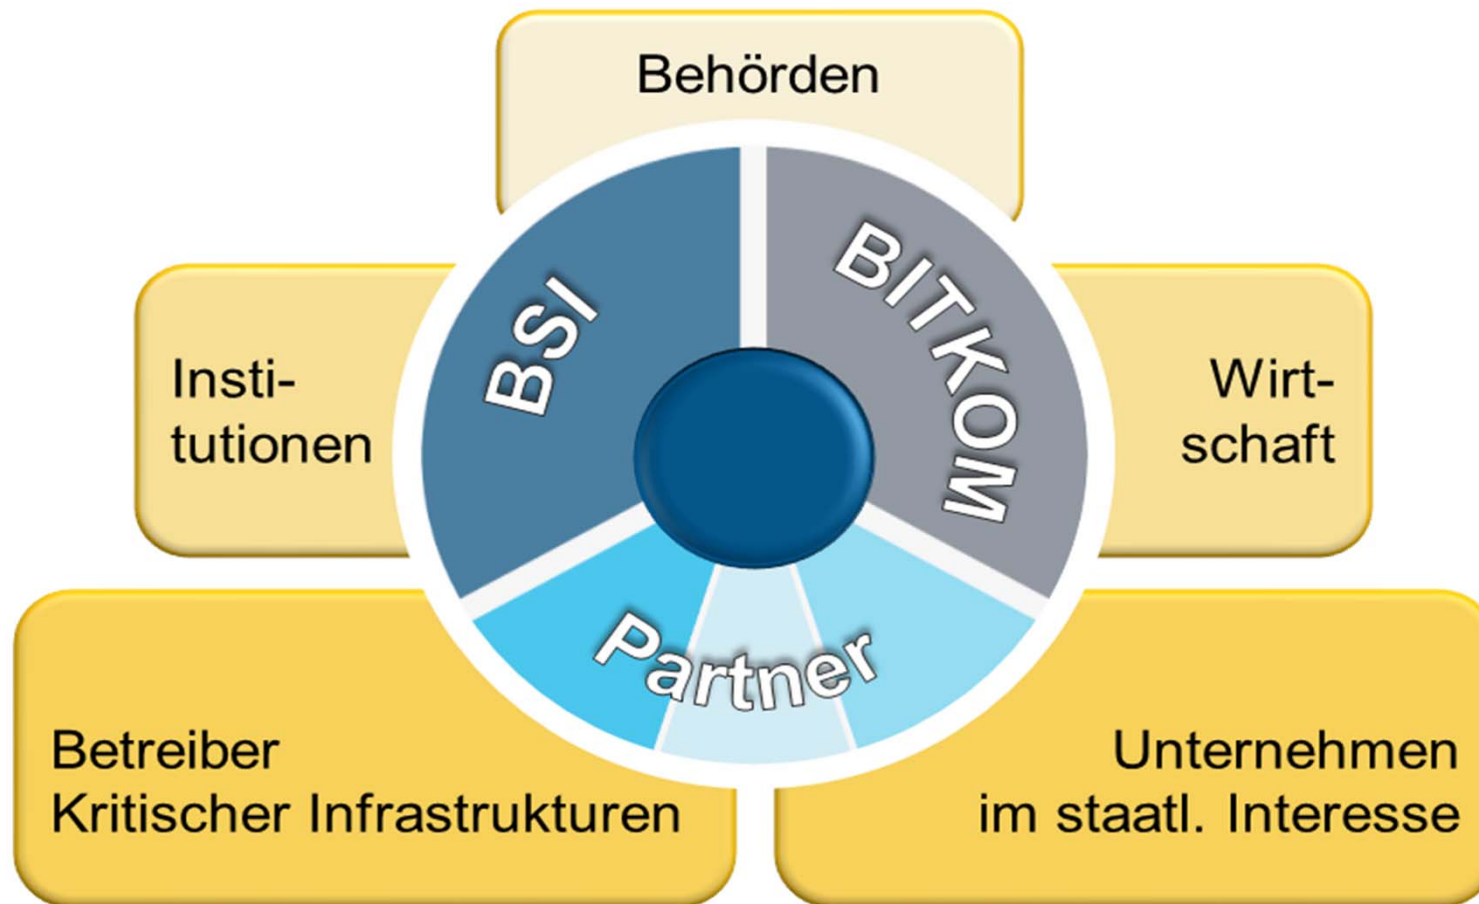 Behörden
BSI
BITKOM
Insti-
tutionen
Wirt-
schaft
Partner
Betreiber
Kritischer Infrastrukturen
Unternehmen
im staatl. Interesse